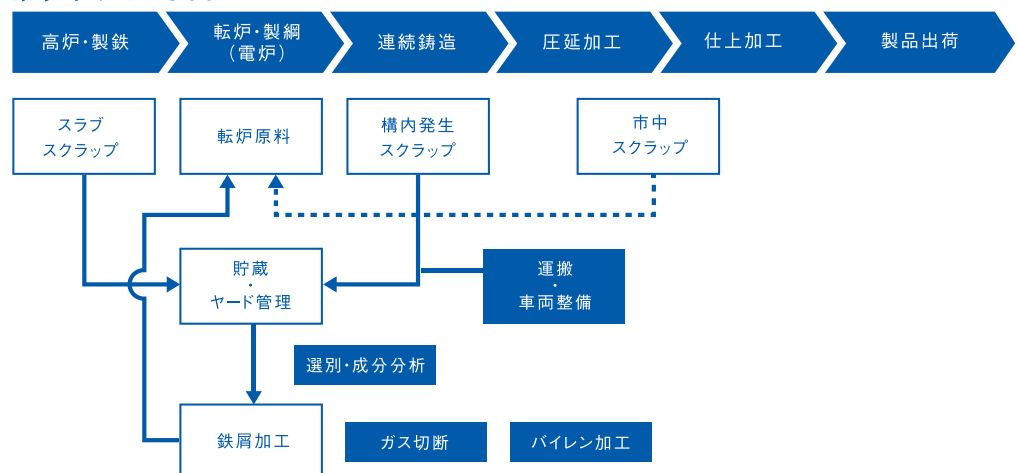 高炉・製鉄
転炉・製綱
（電炉）
連続鋳造
圧延加工
仕上加工
製品出荷
スラブ
スクラップ
転炉原料
構内発生
スクラップ
市中
スクラップ
貯蔵
・
ヤード管理
運搬
・
車両整備
選別・成分分析
鉄屑加工
ガス切断
バイレン加工